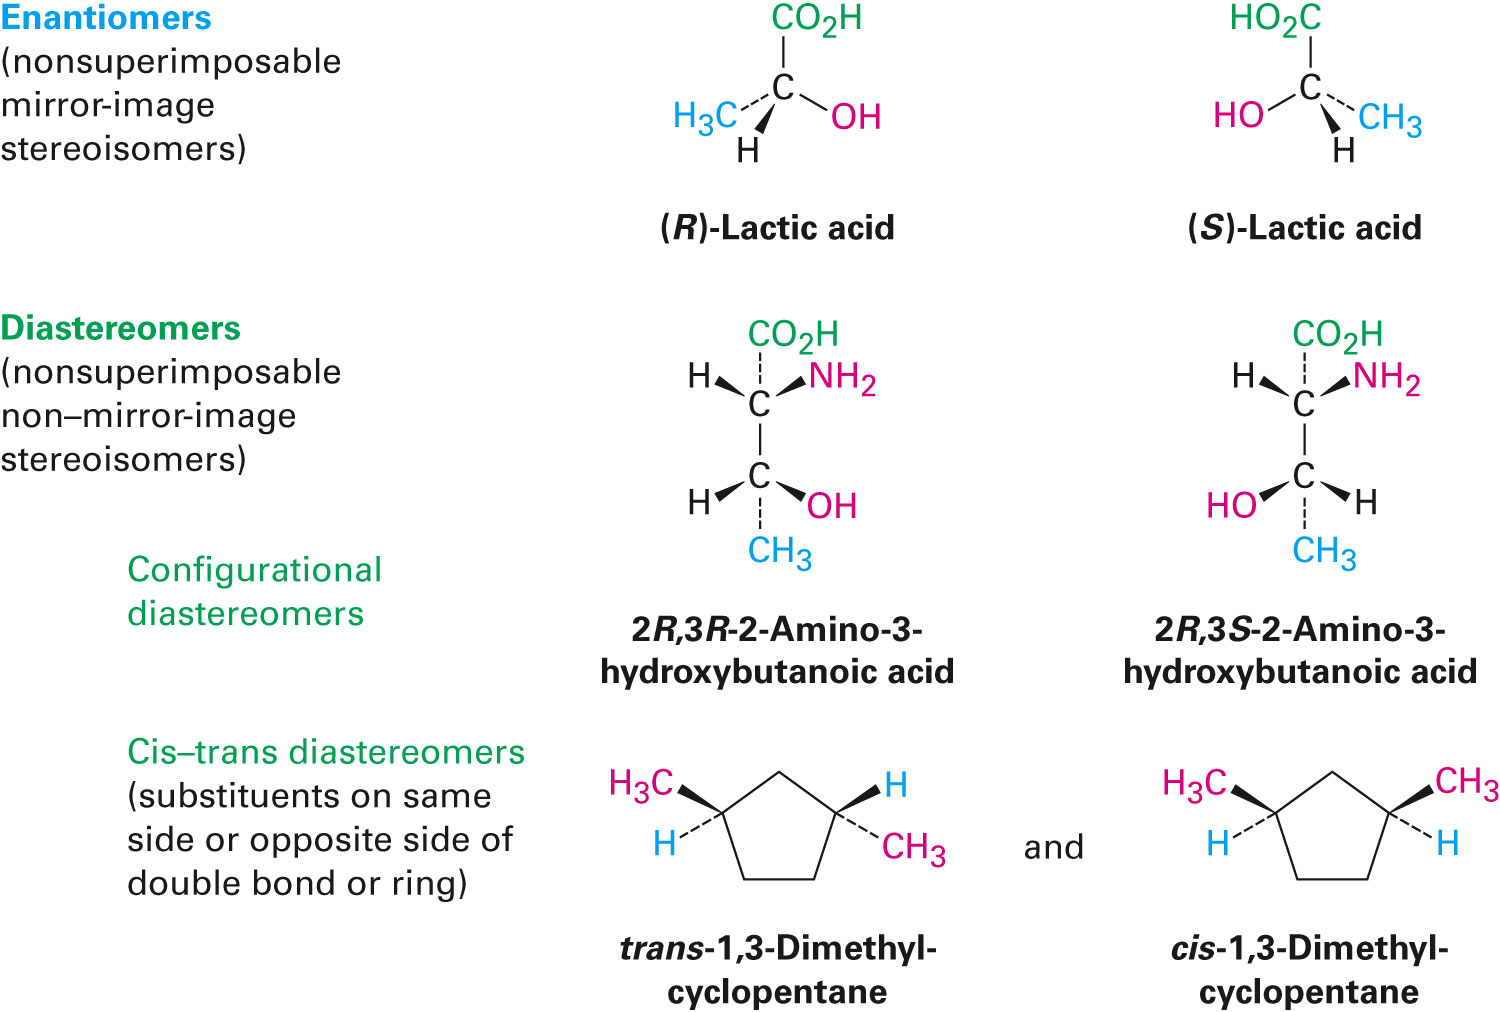 Enantiomers
(nonsuperimposable
mirror-image
stereoisomers)
CO₂H
C
H₃C
OH
H
(R)-Lactic acid
HO₂C
C
HO
CH₃
H
(S)-Lactic acid
Diastereomers
(nonsuperimposable
non–mirror-image
stereoisomers)
Configurational
diastereomers
CO₂H
H
NH₂
C
C
H
OH
CH₃
2R,3R-2-Amino-3-
hydroxybutanoic acid
CO₂H
H
NH₂
C
C
HO
H
CH₃
2R,3S-2-Amino-3-
hydroxybutanoic acid
Cis–trans diastereomers
(substituents on same
side or opposite side of
double bond or ring)
H₃C
H
H
CH₃
trans-1,3-Dimethyl-
cyclopentane
and
H₃C
CH₃
H
H
cis-1,3-Dimethyl-
cyclopentane